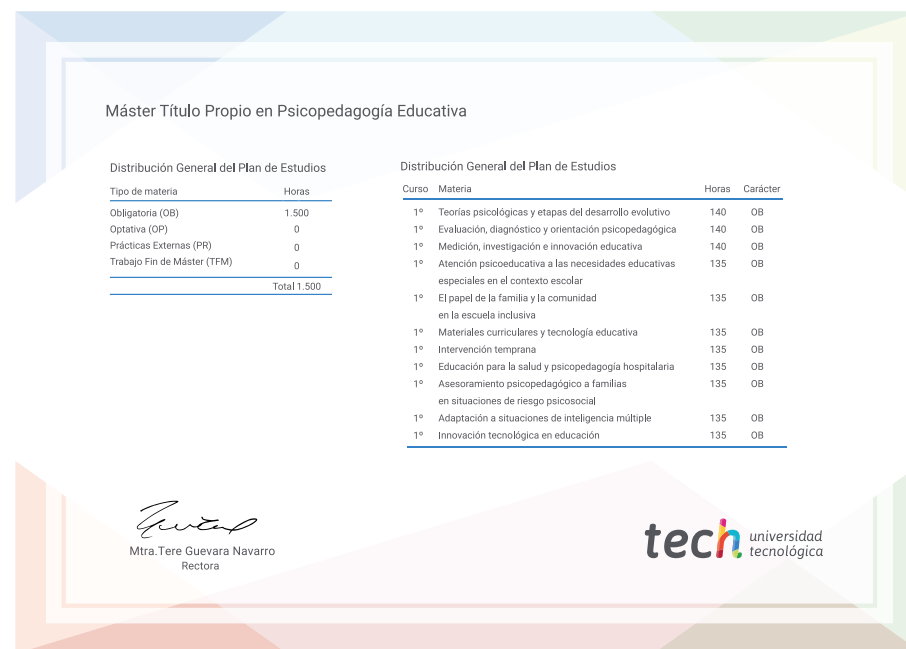 Máster Título Propio en Psicopedagogía Educativa
Distribución General del Plan de Estudios
Tipo de materia Horas
Obligatoria (OB) 1.500
Optativa (OP) 0
Prácticas Externas (PR) 0
Trabajo Fin de Máster (TFM) 0
Total 1.500
Distribución General del Plan de Estudios
Curso Materia Horas Carácter
1º Teorías psicológicas y etapas del desarrollo evolutivo 140 OB
1º Evaluación, diagnóstico y orientación psicopedagógica 140 OB
1º Medición, investigación e innovación educativa 140 OB
1º Atención psicoeducativa a las necesidades educativas 135 OB
especiales en el contexto escolar
1º El papel de la familia y la comunidad 135 OB
en la escuela inclusiva
1º Materiales curriculares y tecnología educativa 135 OB
1º Intervención temprana 135 OB
1º Educación para la salud y psicopedagogía hospitalaria 135 OB
1º Asesoramiento psicopedagógico a familias 135 OB
en situaciones de riesgo psicosocial
1º Adaptación a situaciones de inteligencia múltiple 135 OB
1º Innovación tecnológica en educación 135 OB
Mtra.Tere Guevara Navarro
Rectora
tech universidad
tecnológica